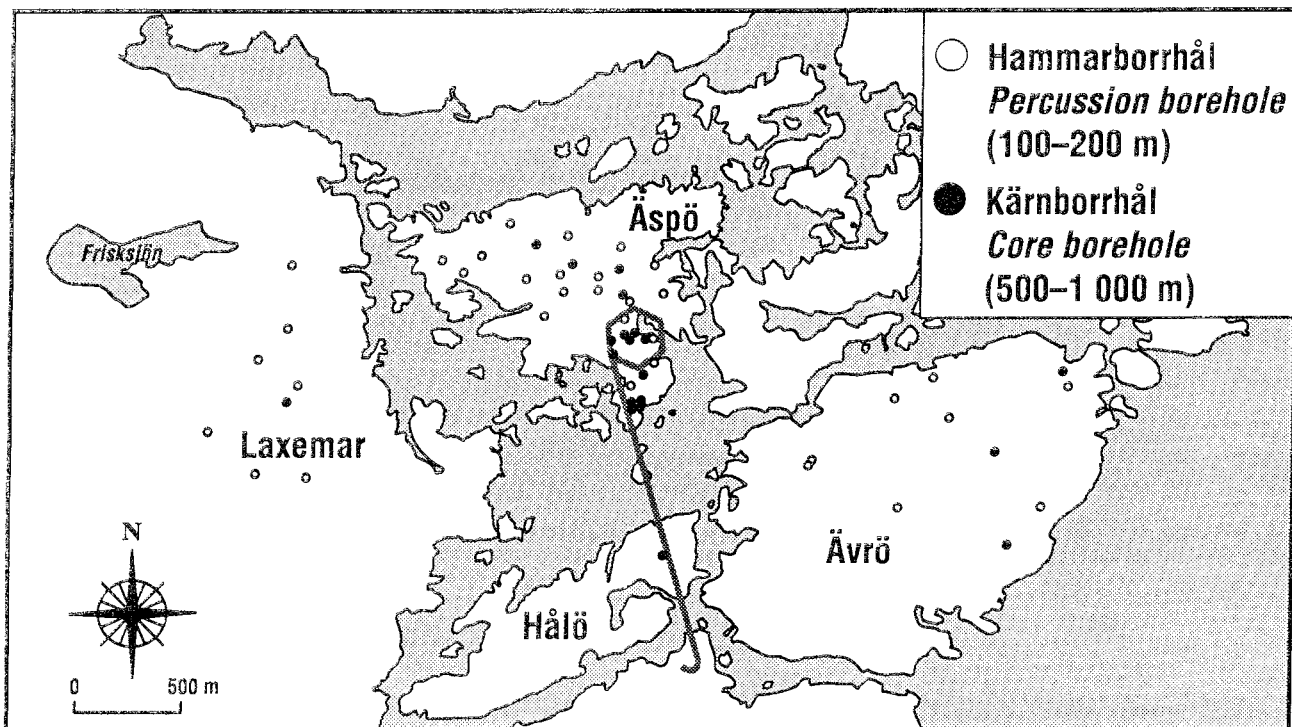 Hammarborrhål
Percussion borehole
(100–200 m)
Kärnborrhål
Core borehole
(500–1 000 m)
Äspö
Frisksjön
Laxemar
Ävrö
Hålö
N
0 500 m